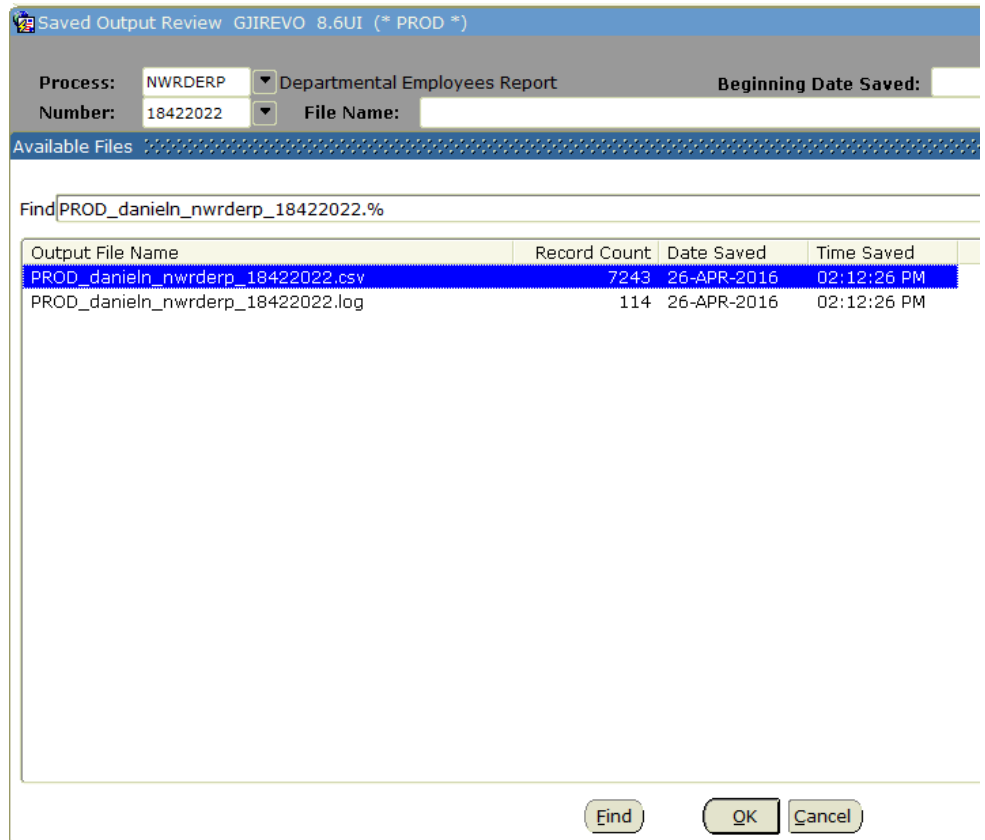 Saved Output Review GJIREVO 8.6UI (* PROD *)
Process: NWRDERP Departmental Employees Report Beginning Date Saved:
Number: 18422022 File Name:
Available Files
Find PROD_danieln_nwrderp_18422022.%
Output File Name Record Count Date Saved Time Saved
PROD_danieln_nwrderp_18422022.csv 7243 26-APR-2016 02:12:26 PM
PROD_danieln_nwrderp_18422022.log 114 26-APR-2016 02:12:26 PM
Find OK Cancel